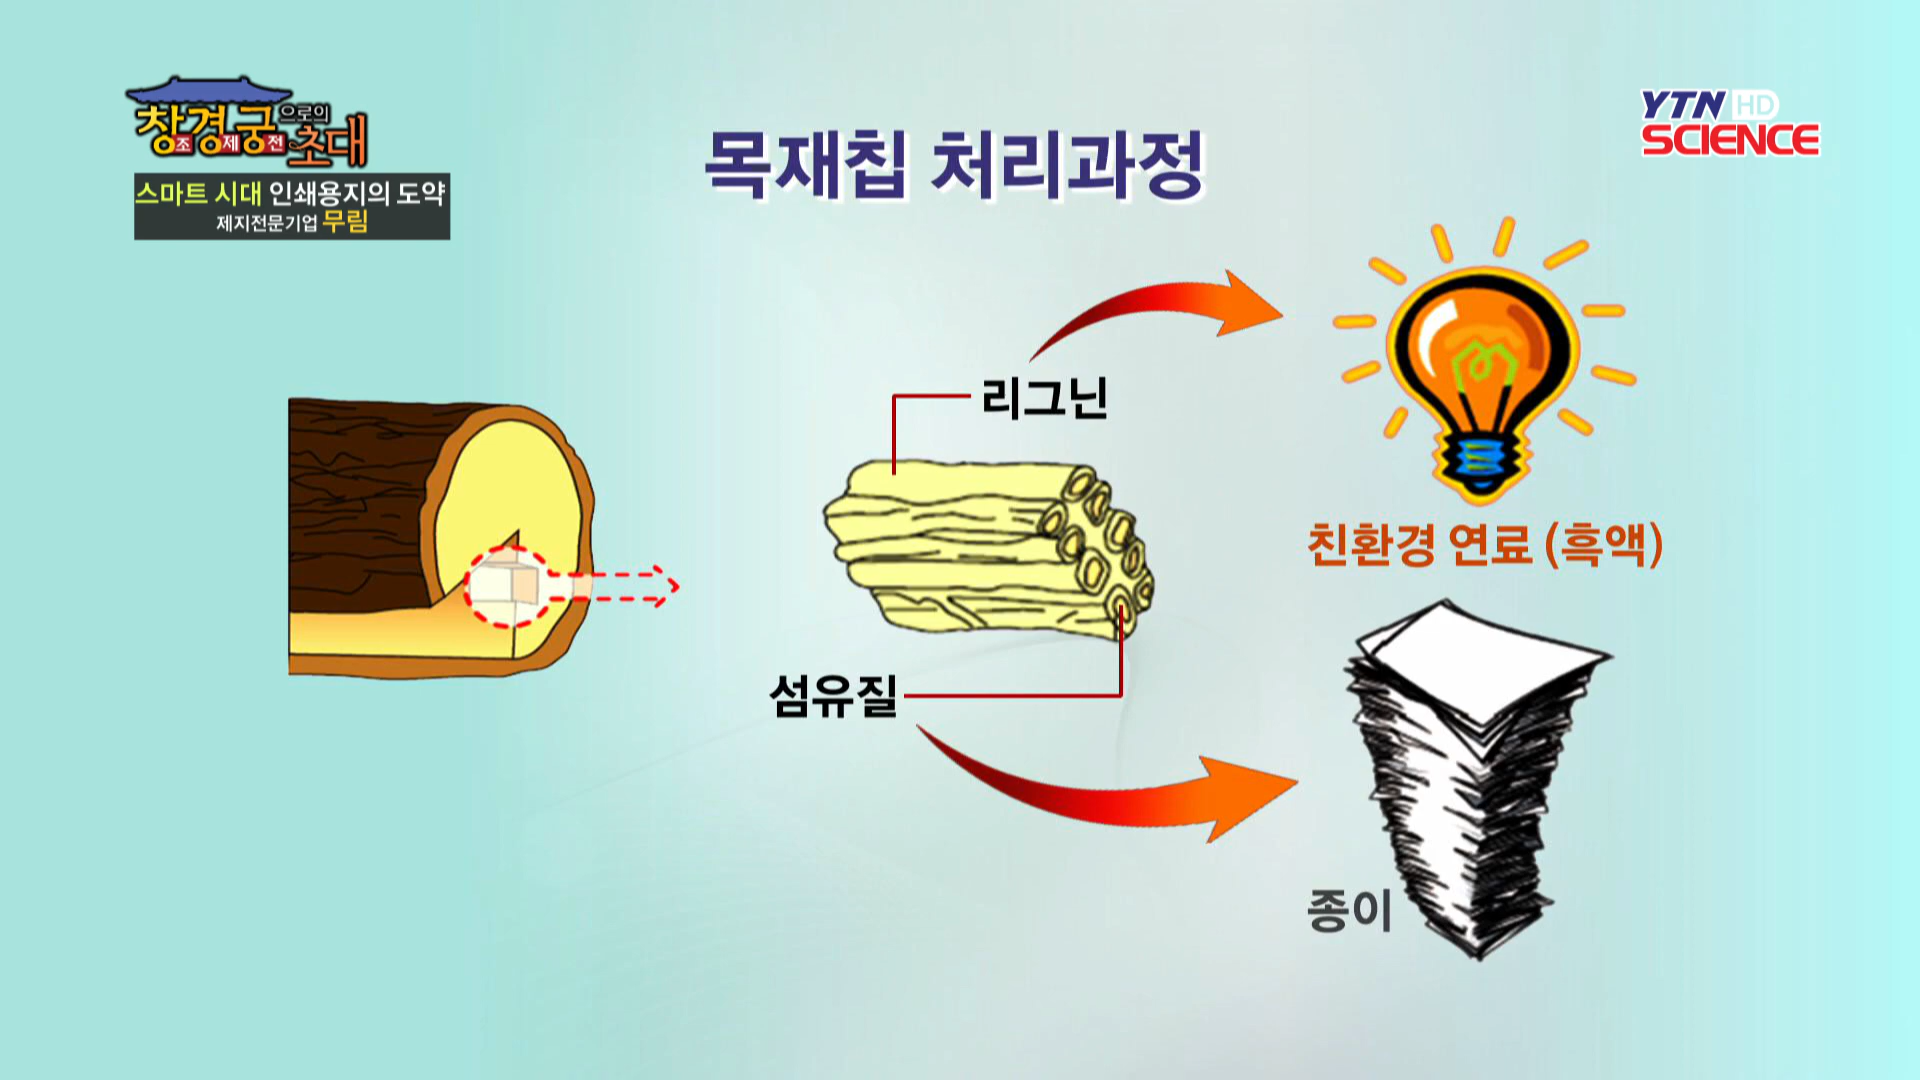 창경궁으로의
조제전 초대
스마트 시대 인쇄용지의 도약
제지전문기업 무림
YTN HD
SCIENCE
목재칩 처리과정
리그닌
친환경 연료 (흑액)
섬유질
종이